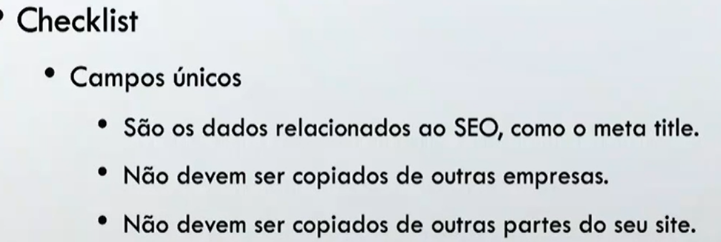 Checklist
• Campos únicos
• São os dados relacionados ao SEO, como o meta title.
• Não devem ser copiados de outras empresas.
• Não devem ser copiados de outras partes do seu site.